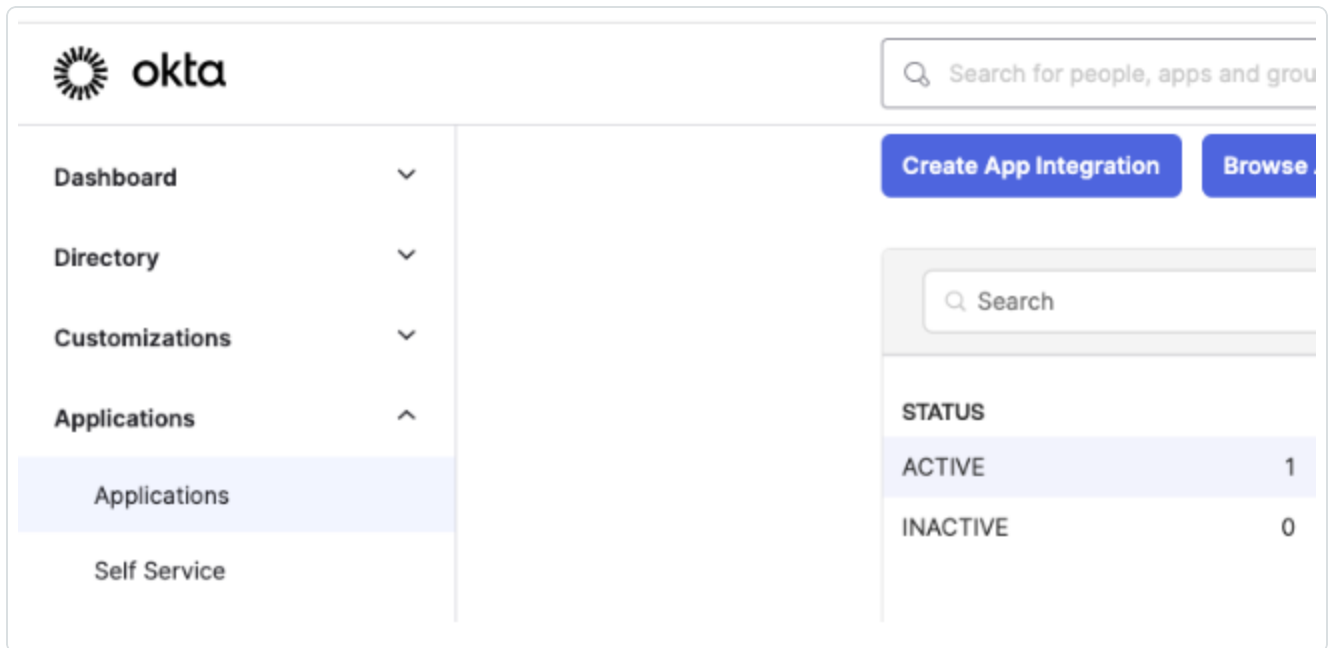 okta
Search for people, apps and grou
Create App Integration
Browse
Dashboard
Directory
Customizations
Applications
Applications
Self Service
Search
STATUS
ACTIVE 1
INACTIVE 0